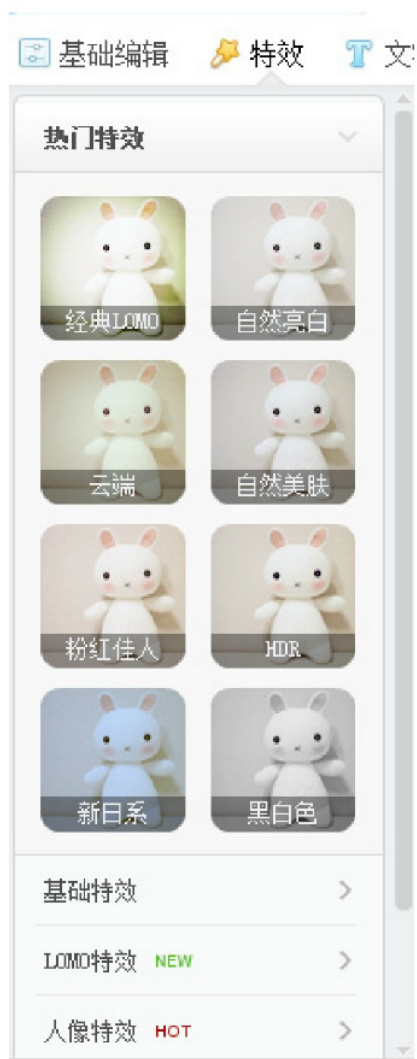 基础编辑 特效 文
热门特效
经典LOMO 自然亮白
云端 自然美肤
粉红佳人 HDR
新日系 黑白色
基础特效
LOMO特效 NEW
人像特效 HOT